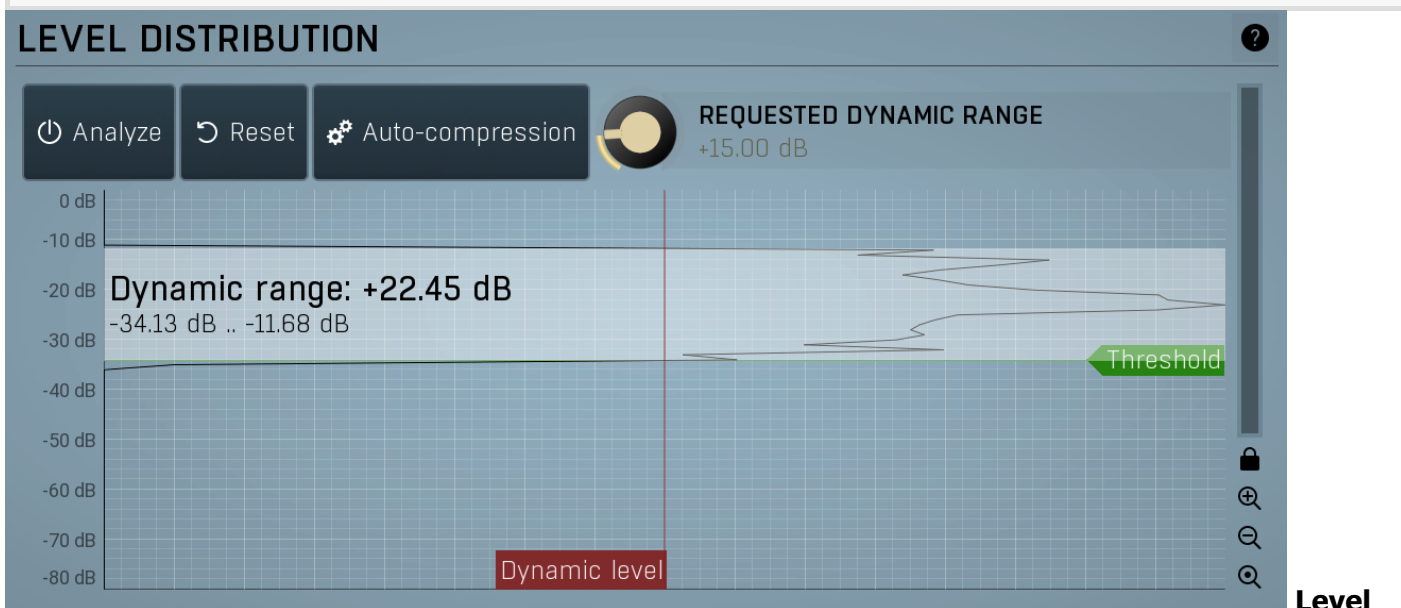 LEVEL DISTRIBUTION
?
Analyze
Reset
Auto-compression
REQUESTED DYNAMIC RANGE
+15.00 dB
0 dB
-10 dB
-20 dB
-30 dB
-40 dB
-50 dB
-60 dB
-70 dB
-80 dB
Dynamic range: +22.45 dB
-34.13 dB .. -11.68 dB
Threshold
Dynamic level
Level